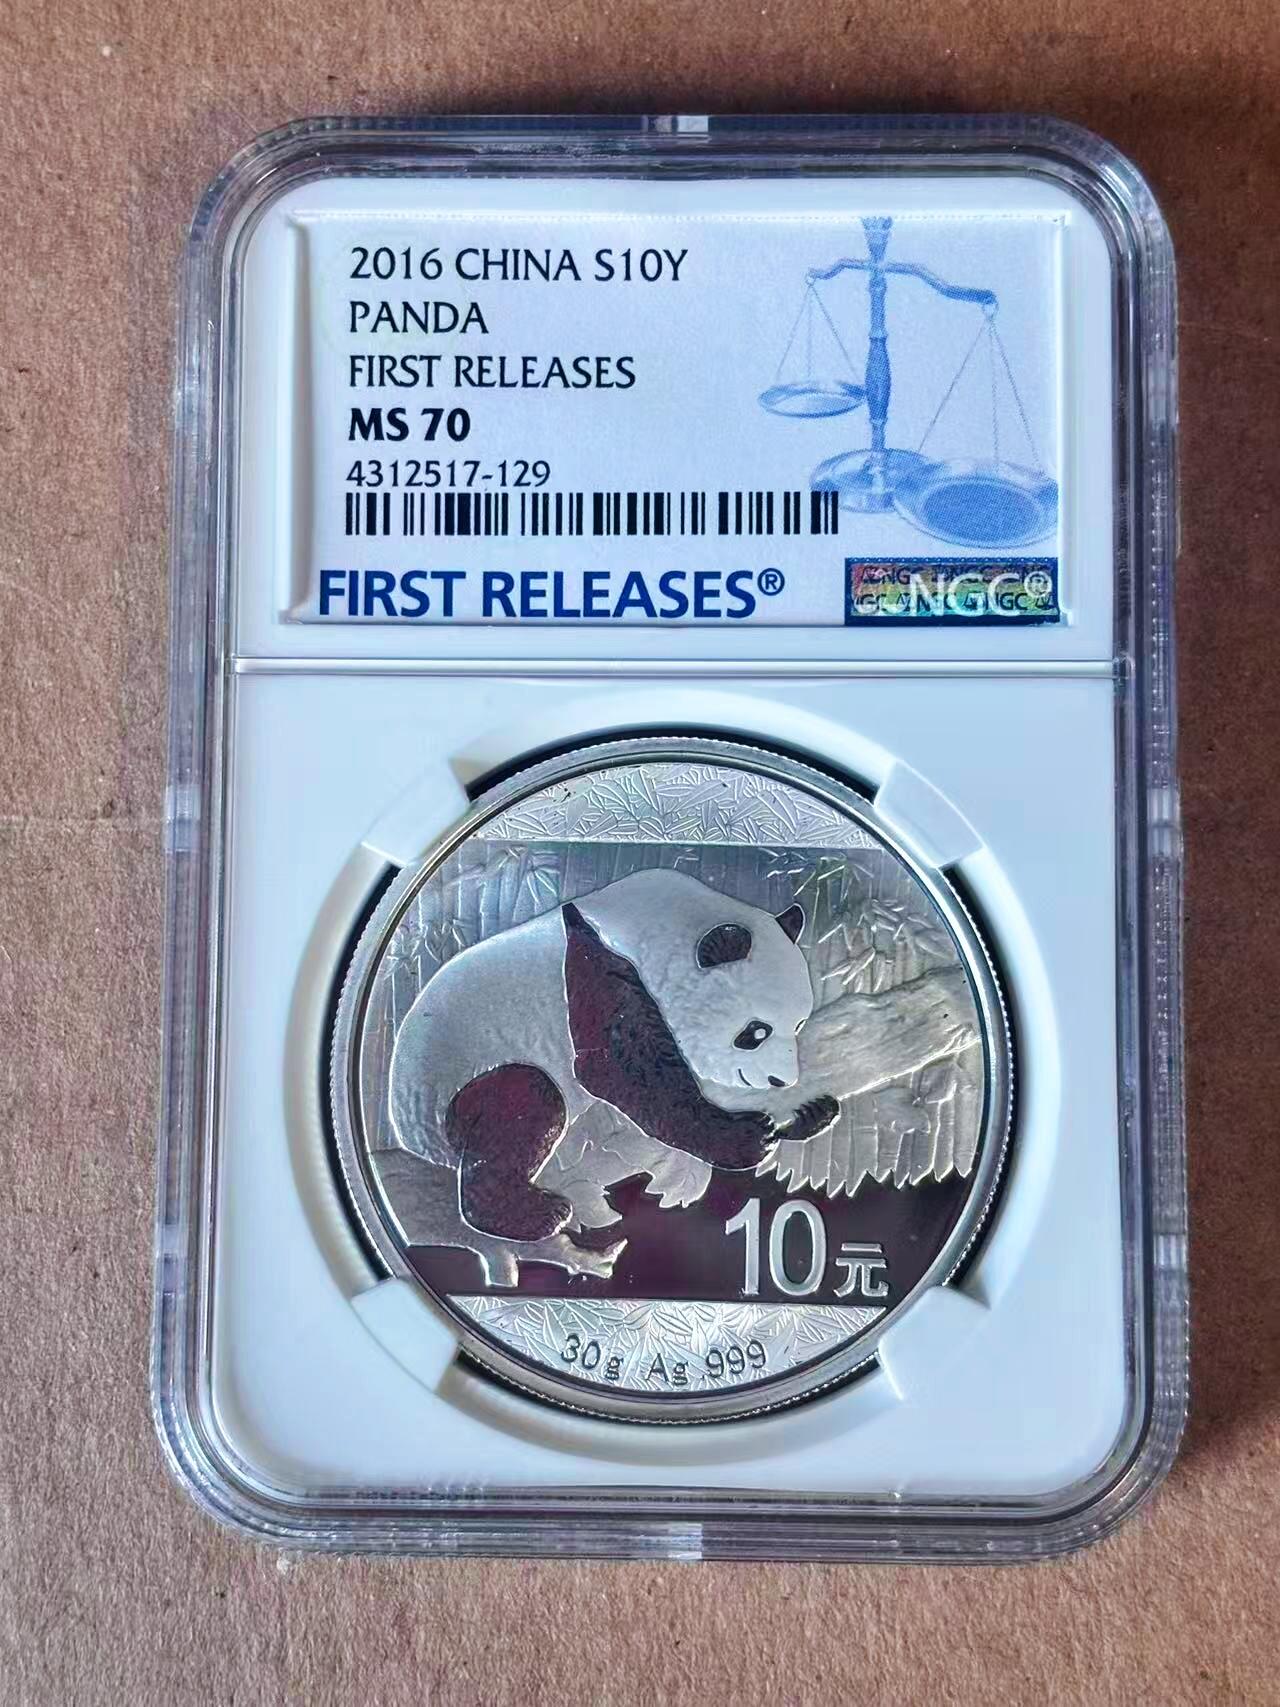 2016 CHINA S10Y
PANDA
FIRST RELEASES
MS 70
4312517-129
FIRST RELEASES®
NGC®
10元
30g Ag .999